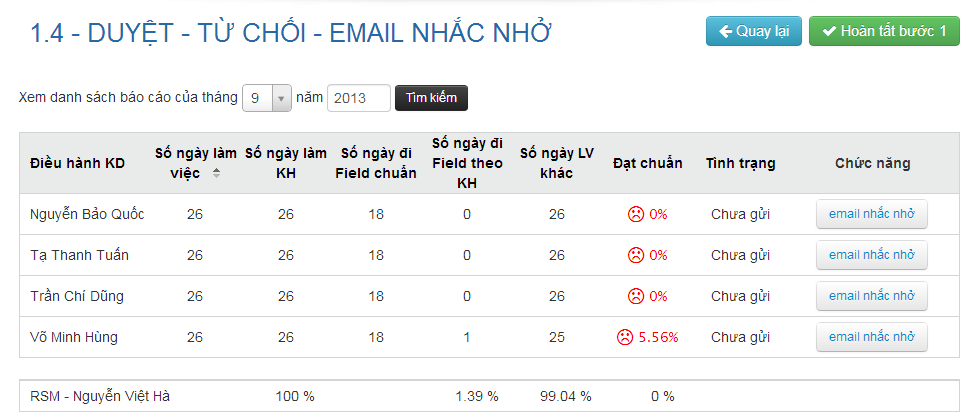 1.4 - DUYỆT - TỪ CHỐI - EMAIL NHẮC NHỞ
Quay lại
Hoàn tất bước 1
Xem danh sách báo cáo của tháng 9 năm 2013 Tìm kiếm
Điều hành KD Số ngày làm việc Số ngày làm KH Số ngày đi Field chuẩn Số ngày đi Field theo KH Số ngày LV khác Đạt chuẩn Tình trạng Chức năng
Nguyễn Bảo Quốc 26 26 18 0 26 0% Chưa gửi email nhắc nhở
Tạ Thanh Tuấn 26 26 18 0 26 0% Chưa gửi email nhắc nhở
Trần Chí Dũng 26 26 18 0 26 0% Chưa gửi email nhắc nhở
Võ Minh Hùng 26 26 18 1 25 5.56% Chưa gửi email nhắc nhở
RSM - Nguyễn Việt Hà 100 % 1.39 % 99.04 % 0 %